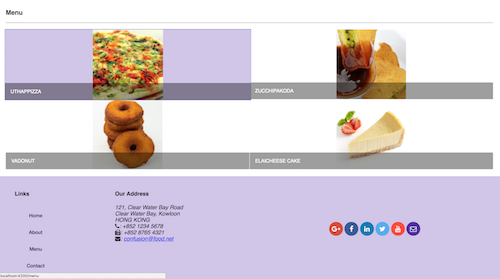 Menu
UTHAPPIZZA
ZUCCHIPAKODA
VADONUT
ELAICHEESE CAKE
Links
Home
About
Menu
Contact
Our Address
121, Clear Water Bay Road
Clear Water Bay, Kowloon
HONG KONG
: +852 1234 5678
: +852 8765 4321
: confusion@food.net
localhost:4200/menu